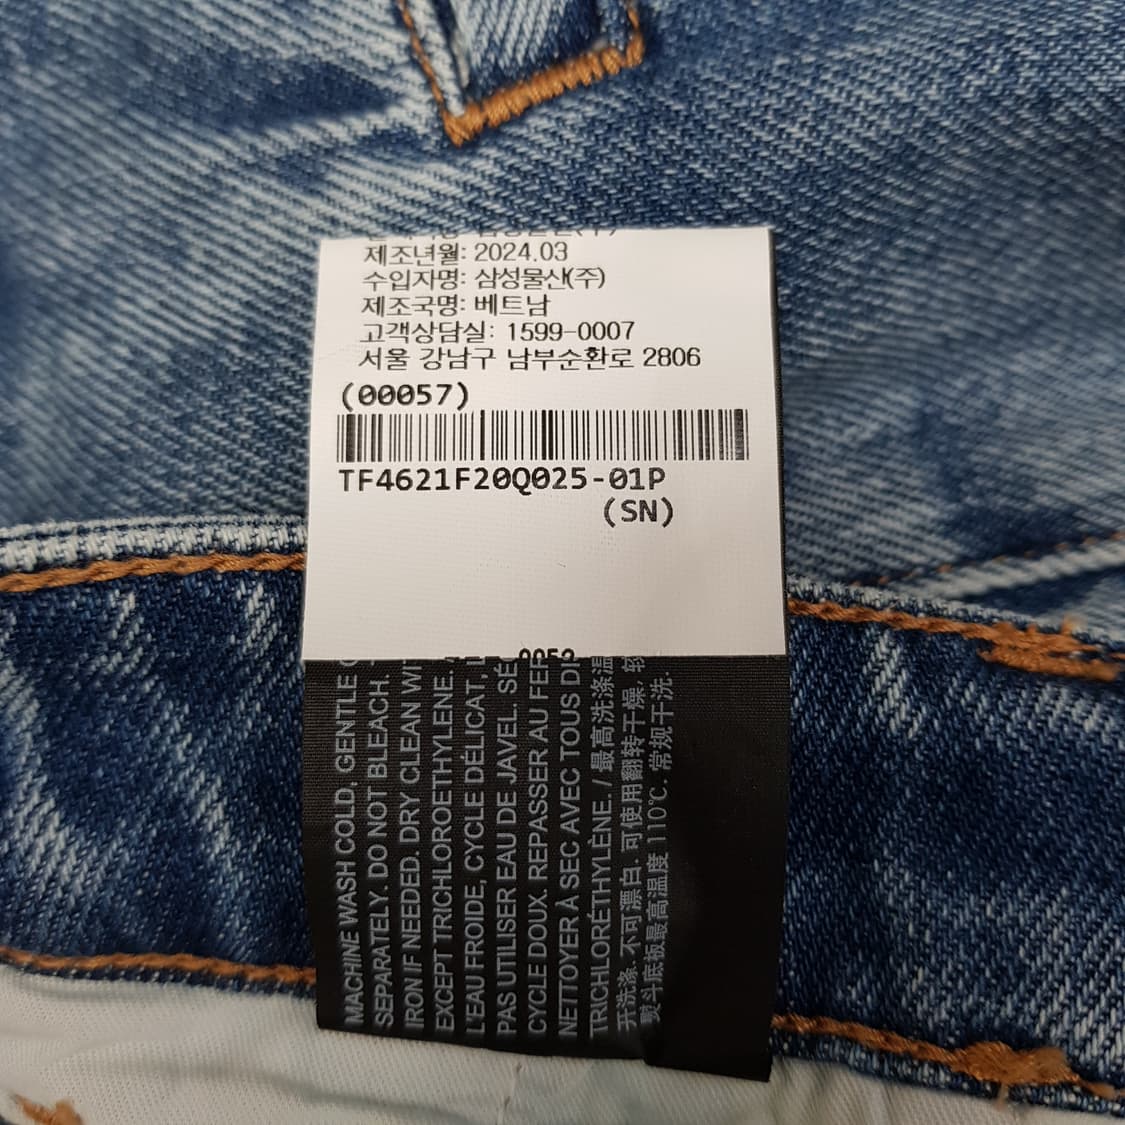 제조년월: 2024.03
수입자명: 삼성물산(주)
제조국명: 베트남
고객상담실: 1599-0007
서울 강남구 남부순환로 2806
(00057)
TF4621F20Q025-01P
(SN)
MACHINE WASH COLD, GENTLE
SEPARATELY. DO NOT BLEACH.
IRON IF NEEDED. DRY CLEAN
EXCEPT TRICHLOROETHYLENE.
L'EAU FROIDE, CYCLE DÉLICAT,
PAS UTILISER EAU DE JAVEL.
CYCLE DOUX. REPASSER AU FER
NETTOYER À SEC AVEC TOUS
TRICHLORÉTHYLÈNE. / 最高洗涤温
开洗涤. 不可漂白. 可使用翻转干燥,
熨斗底板最高温度 110℃. 常规干洗.